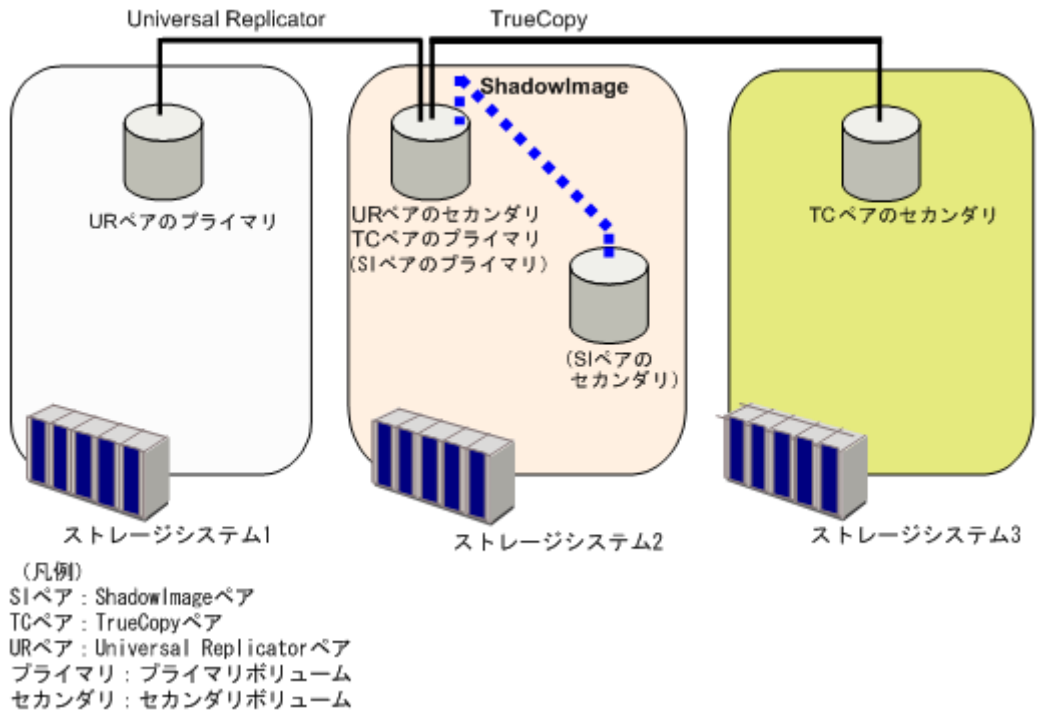 Universal Replicator
TrueCopy
ShadowImage
URペアのプライマリ
URペアのセカンダリ
TCペアのプライマリ
(SIペアのプライマリ)
TCペアのセカンダリ
(SIペアの
セカンダリ)
ストレージシステム1
ストレージシステム2
ストレージシステム3
(凡例)
SIペア：ShadowImageペア
TCペア：TrueCopyペア
URペア：Universal Replicatorペア
プライマリ：プライマリボリューム
セカンダリ：セカンダリボリューム